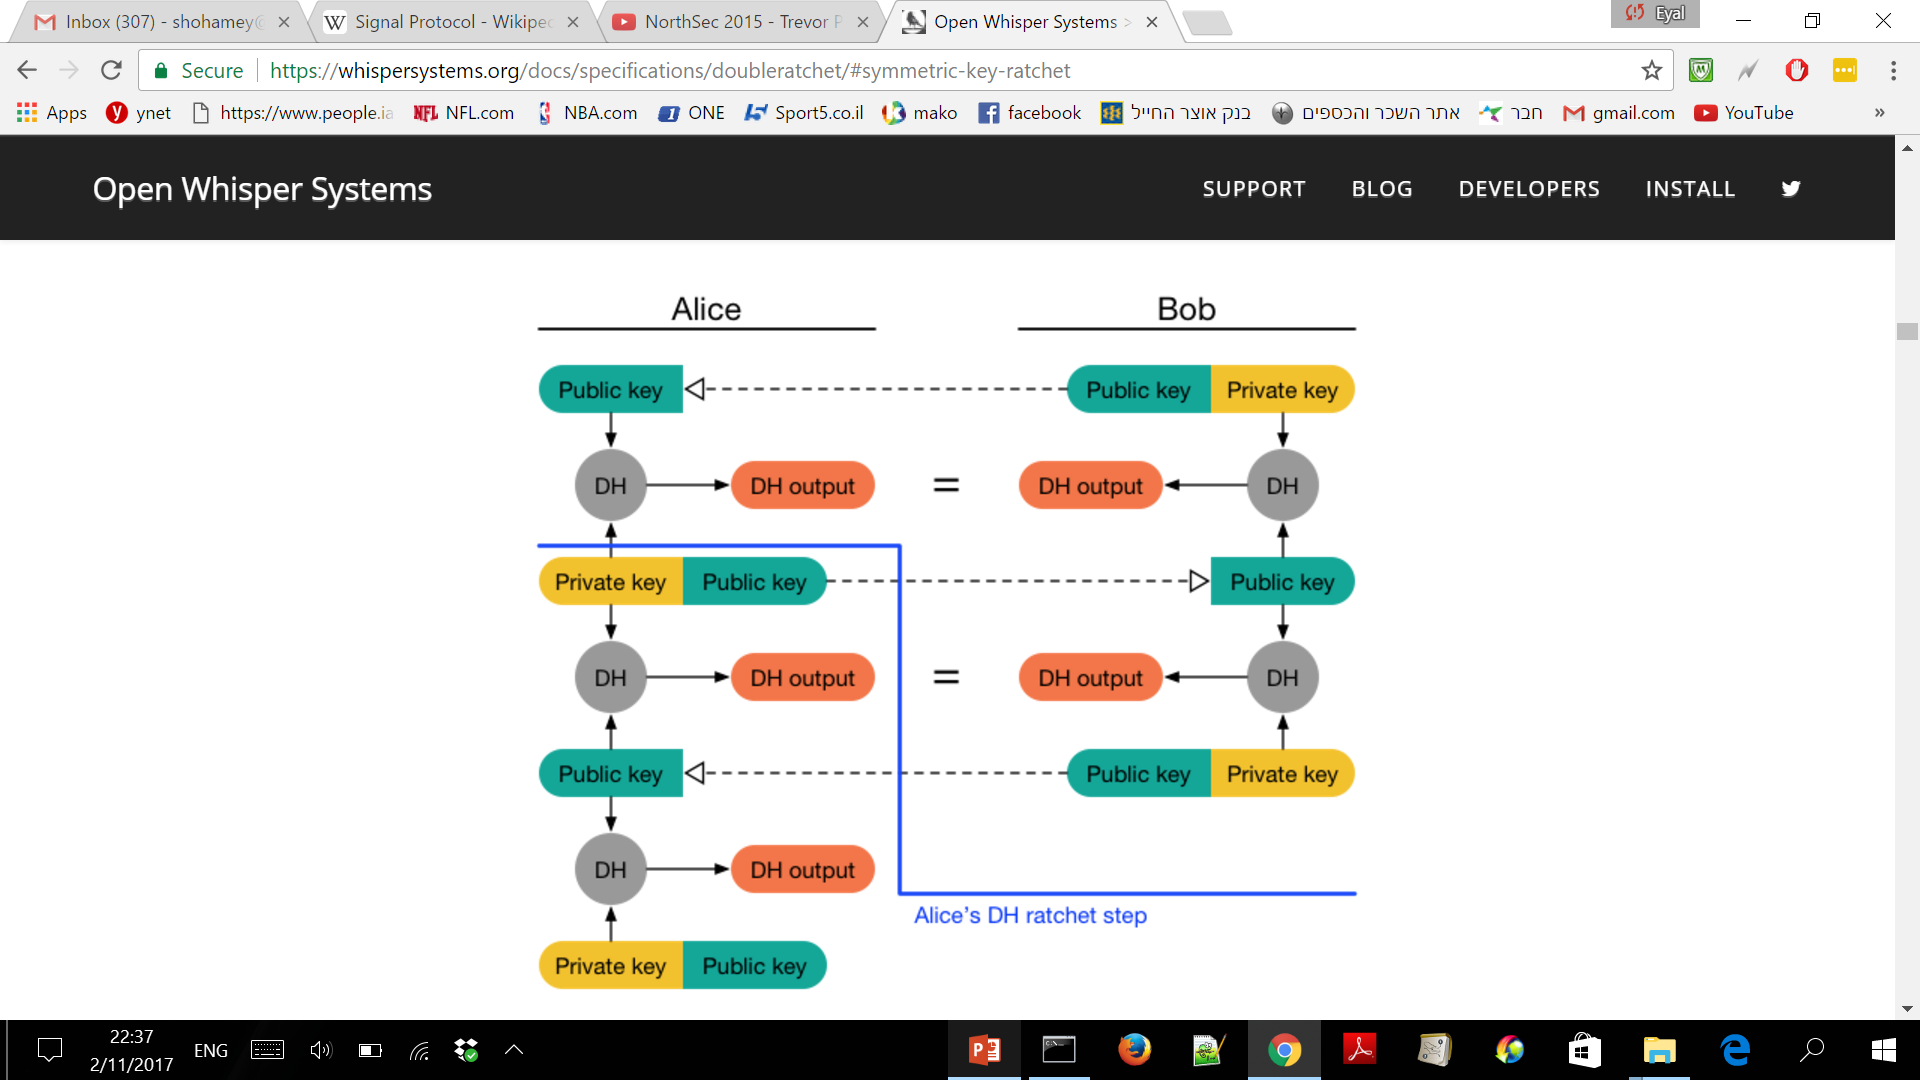 Inbox (307) - shohamey@
Signal Protocol - Wikiped
NorthSec 2015 - Trevor P
Open Whisper Systems >
Eyal
Secure
https://whispersystems.org/docs/specifications/doubleratchet/#symmetric-key-ratchet
Apps
ynet
https://www.people.ia
NFL.com
NBA.com
ONE
Sport5.co.il
mako
facebook
בנק אוצר החייל
אתר השכר והכספים
חבר
gmail.com
YouTube
»
Open Whisper Systems
SUPPORT
BLOG
DEVELOPERS
INSTALL
Alice
Bob
Public key
Public key
Private key
DH
DH output
=
DH output
DH
Private key
Public key
Public key
DH
DH output
=
DH output
DH
Public key
Public key
Private key
DH
DH output
Alice's DH ratchet step
Private key
Public key
22:37
2/11/2017
ENG